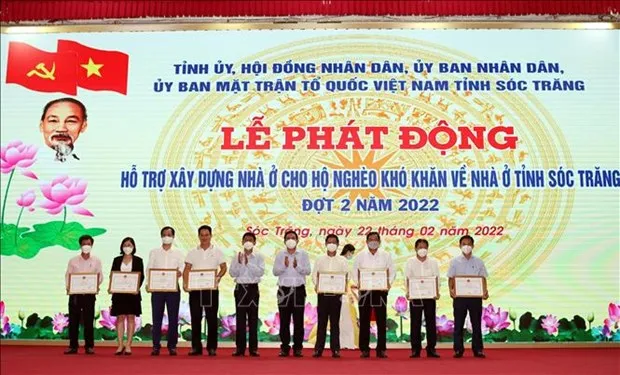 TỈNH ỦY, HỘI ĐỒNG NHÂN DÂN, ỦY BAN NHÂN DÂN,
ỦY BAN MẶT TRẬN TỔ QUỐC VIỆT NAM TỈNH SÓC TRĂNG
LỄ PHÁT ĐỘNG
HỖ TRỢ XÂY DỰNG NHÀ Ở CHO HỘ NGHÈO KHÓ KHĂN VỀ NHÀ Ở TỈNH SÓC TRĂNG
ĐỢT 2 NĂM 2022
Sóc Trăng, ngày 22 tháng 02 năm 2022